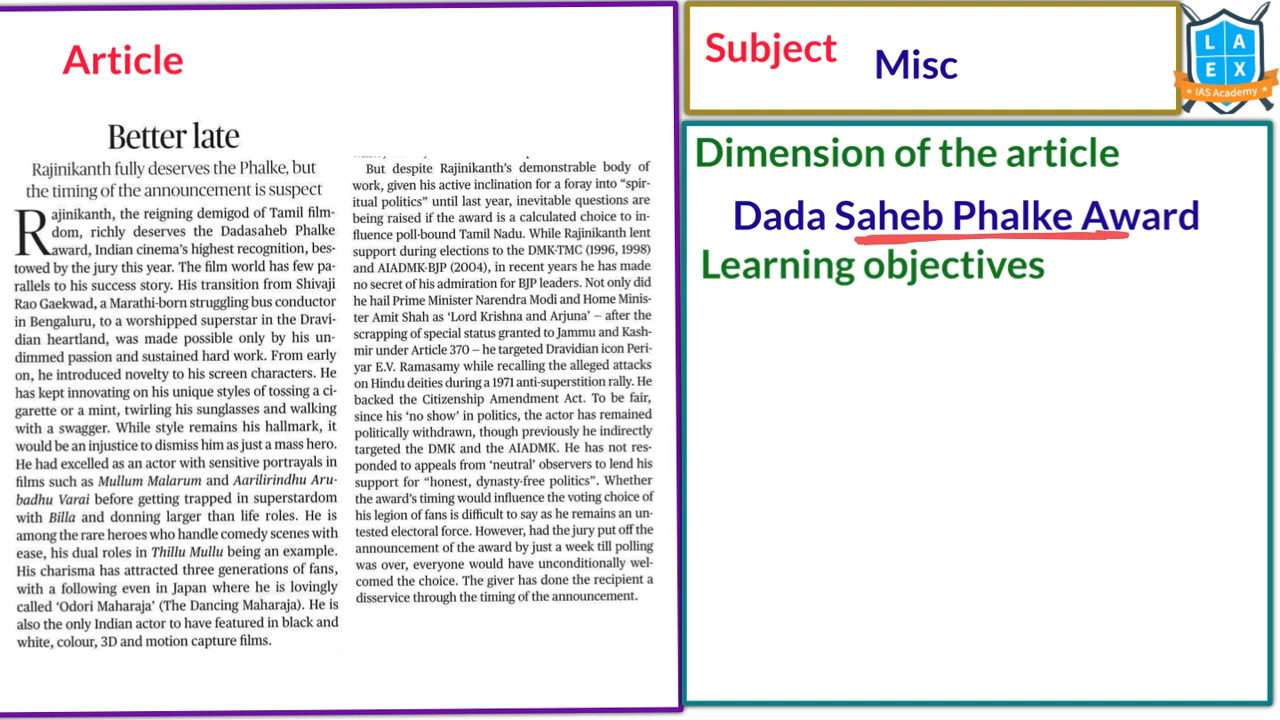 Article
Better late
Rajinikanth fully deserves the Phalke, but
the timing of the announcement is suspect
Rajinikanth, the reigning demigod of Tamil film-
dom, richly deserves the Dadasaheb Phalke
award, Indian cinema's highest recognition, bes-
towed by the jury this year. The film world has few pa-
rallels to his success story. His transition from Shivaji
Rao Gaekwad, a Marathi-born struggling bus conductor
in Bengaluru, to a worshipped superstar in the Dravi-
dian heartland, was made possible only by his un-
dimmed passion and sustained hard work. From early
on, he introduced novelty to his screen characters. He
has kept innovating on his unique styles of tossing a ci-
garette or a mint, twirling his sunglasses and walking
with a swagger. While style remains his hallmark, it
would be an injustice to dismiss him as just a mass hero.
He had excelled as an actor with sensitive portrayals in
films such as Mullum Malarum and Aarilirindhu Aru-
badhu Varai before getting trapped in superstardom
with Billa and donning larger than life roles. He is
among the rare heroes who handle comedy scenes with
ease, his dual roles in Thillu Mullu being an example.
His charisma has attracted three generations of fans,
with a following even in Japan where he is lovingly
called 'Odori Maharaja' (The Dancing Maharaja). He is
also the only Indian actor to have featured in black and
white, colour, 3D and motion capture films.
But despite Rajinikanth's demonstrable body of
work, given his active inclination for a foray into "spir-
itual politics" until last year, inevitable questions are
being raised if the award is a calculated choice to in-
fluence poll-bound Tamil Nadu. While Rajinikanth lent
support during elections to the DMK-TMC (1996, 1998)
and AIADMK-BJP (2004), in recent years he has made
no secret of his admiration for BJP leaders. Not only did
he hail Prime Minister Narendra Modi and Home Minis-
ter Amit Shah as 'Lord Krishna and Arjuna' – after the
scrapping of special status granted to Jammu and Kash-
mir under Article 370 – he targeted Dravidian icon Peri-
yar E.V. Ramasamy while recalling the alleged attacks
on Hindu deities during a 1971 anti-superstition rally. He
backed the Citizenship Amendment Act. To be fair,
since his 'no show' in politics, the actor has remained
politically withdrawn, though previously he indirectly
targeted the DMK and the AIADMK. He has not res-
ponded to appeals from 'neutral' observers to lend his
support for "honest, dynasty-free politics". Whether
the award's timing would influence the voting choice of
his legion of fans is difficult to say as he remains an un-
tested electoral force. However, had the jury put off the
announcement of the award by just a week till polling
was over, everyone would have unconditionally wel-
comed the choice. The giver has done the recipient a
disservice through the timing of the announcement.
Subject
Misc
L A
E X
IAS Academy
Dimension of the article
Dada Saheb Phalke Award
Learning objectives